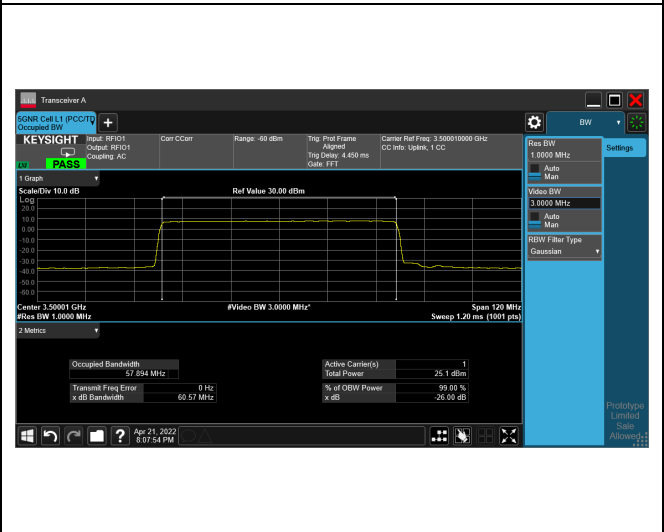 Transceiver A
5GNR Cell L1 (PCC/TD
Occupied BW
+
BW
KEYSIGHT
Input: RFIO1
Output: RFIO1
Coupling: AC
Corr CCorr
Range: -60 dBm
Trig: Prot Frame
Aligned
Trig Delay: 4.450 ms
Gate: FFT
Carrier Ref Freq: 3.500010000 GHz
CC Info: Uplink, 1 CC
PASS
Res BW
1.0000 MHz
Auto
Man
Settings
Video BW
3.0000 MHz
Auto
Man
RBW Filter Type
Gaussian
1 Graph
Scale/Div 10.0 dB
Ref Value 30.00 dBm
Log
20.0
10.0
0.00
-10.0
-20.0
-30.0
-40.0
-50.0
-60.0
Center 3.50001 GHz
#Video BW 3.0000 MHz*
Span 120 MHz
#Res BW 1.0000 MHz
Sweep 1.20 ms (1001 pts)
2 Metrics
Occupied Bandwidth
57.894 MHz
Active Carrier(s) 1
Total Power 25.1 dBm
Transmit Freq Error 0 Hz
x dB Bandwidth 60.57 MHz
% of OBW Power 99.00 %
x dB -26.00 dB
Prototype
Limited
Sale
Allowed
?
Apr 21, 2022
8:07:54 PM